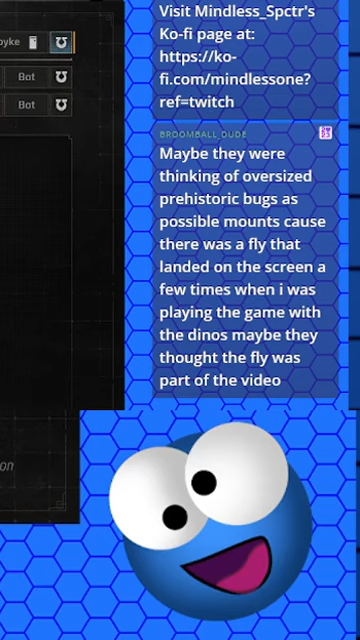 Visit Mindless_Spctr's
Ko-fi page at:
https://ko-
fi.com/mindlessone?
ref=twitch
BROOMBALL_DUDE
Maybe they were
thinking of oversized
prehistoric bugs as
possible mounts cause
there was a fly that
landed on the screen a
few times when i was
playing the game with
the dinos maybe they
thought the fly was
part of the video
Bot
Bot
on